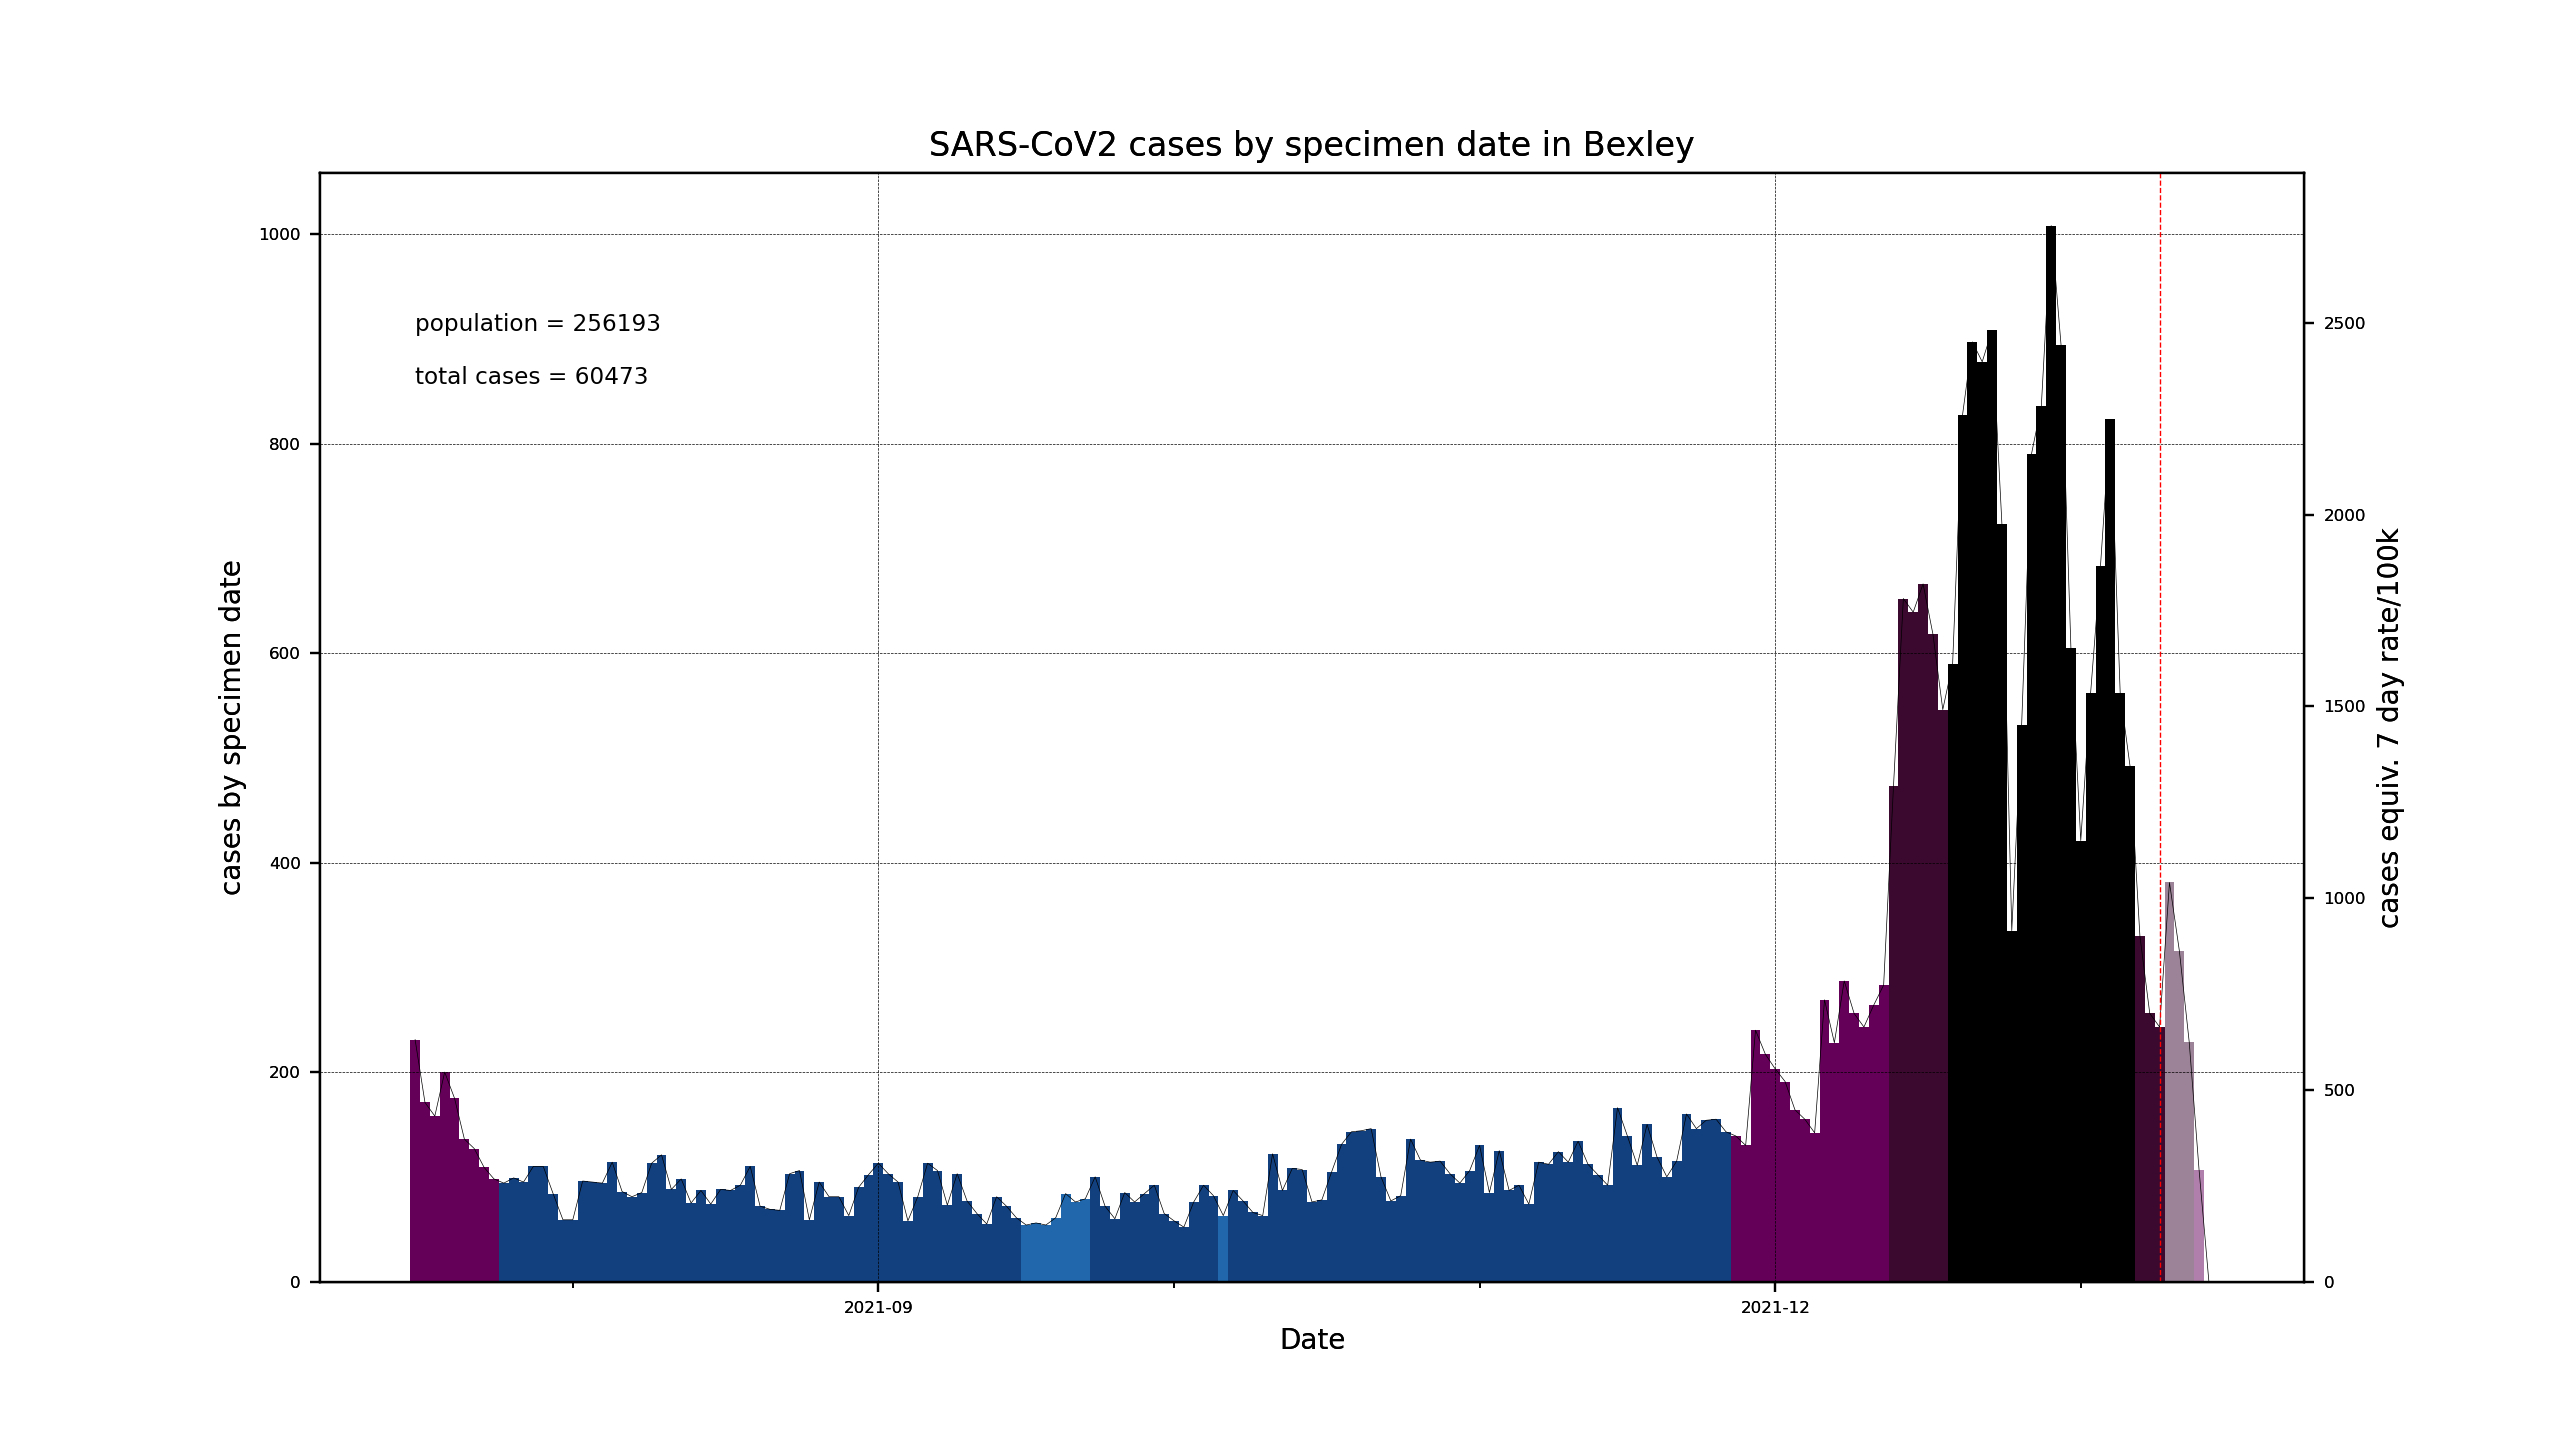 SARS-CoV2 cases by specimen date in Bexley
population = 256193
total cases = 60473
cases by specimen date
1000
800
600
400
200
0
2021-09
2021-12
Date
2500
2000
1500
1000
500
0
cases equiv. 7 day rate/100k